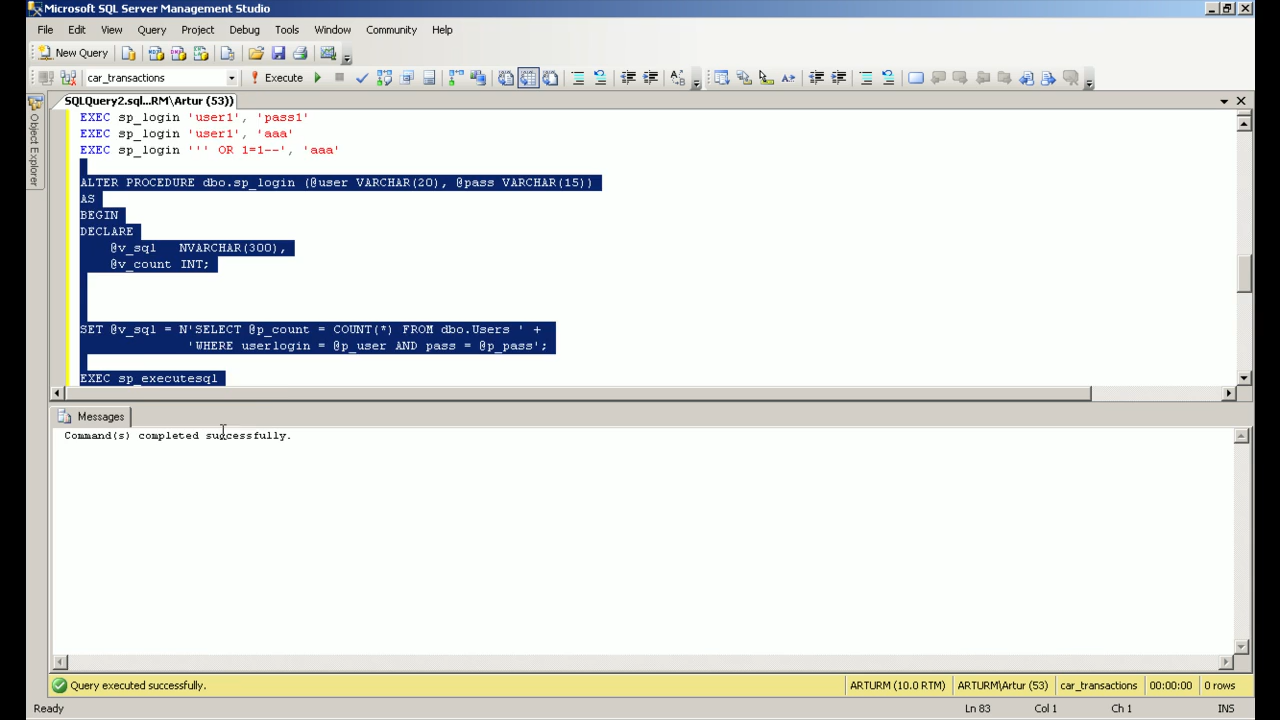 Microsoft SQL Server Management Studio
File Edit View Query Project Debug Tools Window Community Help
New Query
car_transactions Execute
Object Explorer
SQLQuery2.sql...RM\Artur (53))
EXEC sp_login 'user1', 'pass1'
EXEC sp_login 'user1', 'aaa'
EXEC sp_login ''' OR 1=1--', 'aaa'
ALTER PROCEDURE dbo.sp_login (@user VARCHAR(20), @pass VARCHAR(15))
AS
BEGIN
DECLARE
@v_sql NVARCHAR(300),
@v_count INT;
SET @v_sql = N'SELECT @p_count = COUNT(*) FROM dbo.Users ' +
'WHERE userlogin = @p_user AND pass = @p_pass';
EXEC sp_executesql
Messages
Command(s) completed successfully.
Query executed successfully. ARTURM (10.0 RTM) ARTURM\Artur (53) car_transactions 00:00:00 0 rows
Ready Ln 83 Col 1 Ch 1 INS